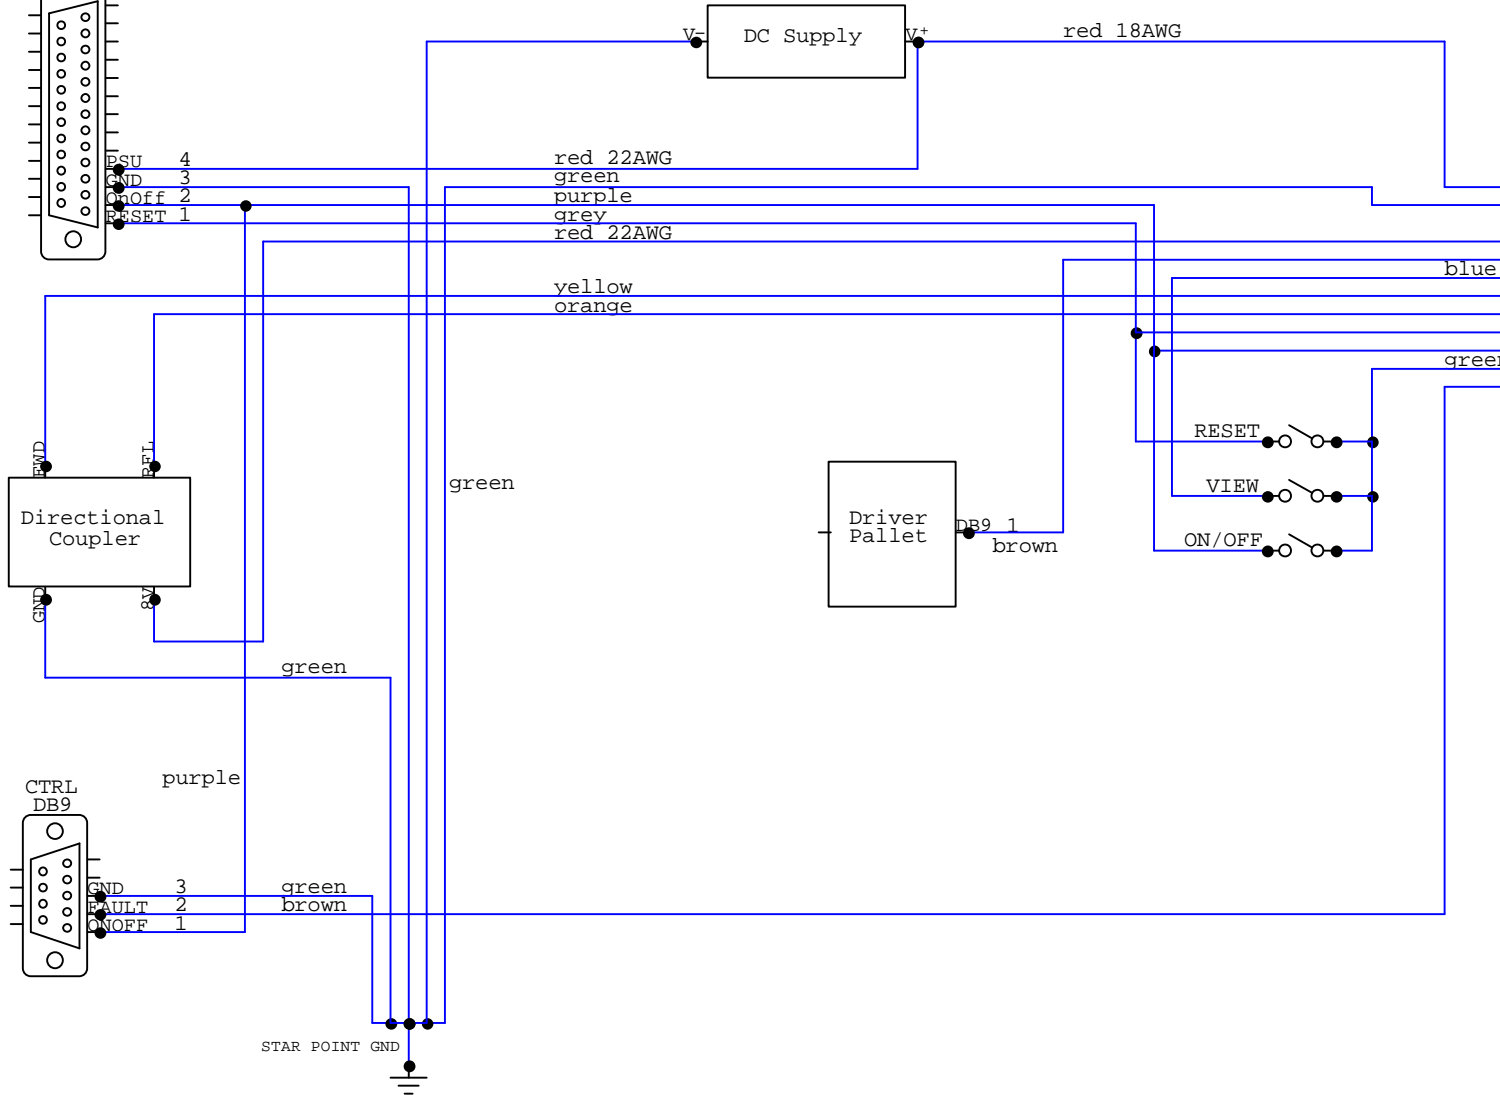 V-
DC Supply
V+
red 18AWG
PSU 4
red 22AWG
GND 3
green
OnOff 2
purple
RESET 1
grey
red 22AWG
blue
yellow
orange
green
RESET
FWD
RFL
green
VIEW
Directional
Coupler
Driver
Pallet
DB9 1
brown
ON/OFF
GND
8V
green
purple
CTRL
DB9
GND 3
green
FAULT 2
brown
ONOFF 1
STAR POINT GND